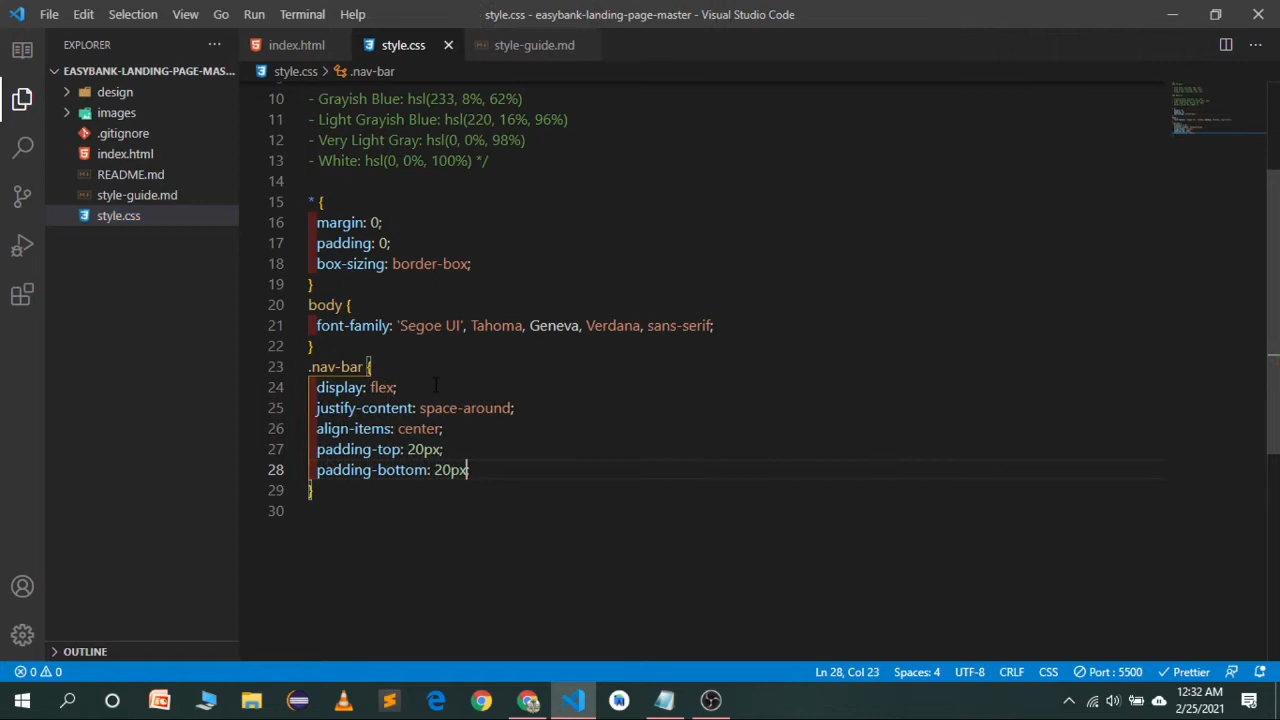 File Edit Selection View Go Run Terminal Help
style.css - easybank-landing-page-master - Visual Studio Code
EXPLORER
index.html
style.css
style-guide.md
EASYBANK-LANDING-PAGE-MAS...
style.css > .nav-bar
design
images
.gitignore
index.html
README.md
style-guide.md
style.css
10 - Grayish Blue: hsl(233, 8%, 62%)
11 - Light Grayish Blue: hsl(220, 16%, 96%)
12 - Very Light Gray: hsl(0, 0%, 98%)
13 - White: hsl(0, 0%, 100%) */
14
15 * {
16 margin: 0;
17 padding: 0;
18 box-sizing: border-box;
19 }
20 body {
21 font-family: 'Segoe UI', Tahoma, Geneva, Verdana, sans-serif;
22 }
23 .nav-bar {
24 display: flex;
25 justify-content: space-around;
26 align-items: center;
27 padding-top: 20px;
28 padding-bottom: 20px;
29 }
30
OUTLINE
0 0
Ln 28, Col 23
Spaces: 4
UTF-8
CRLF
CSS
Port : 5500
Prettier
12:32 AM
2/25/2021